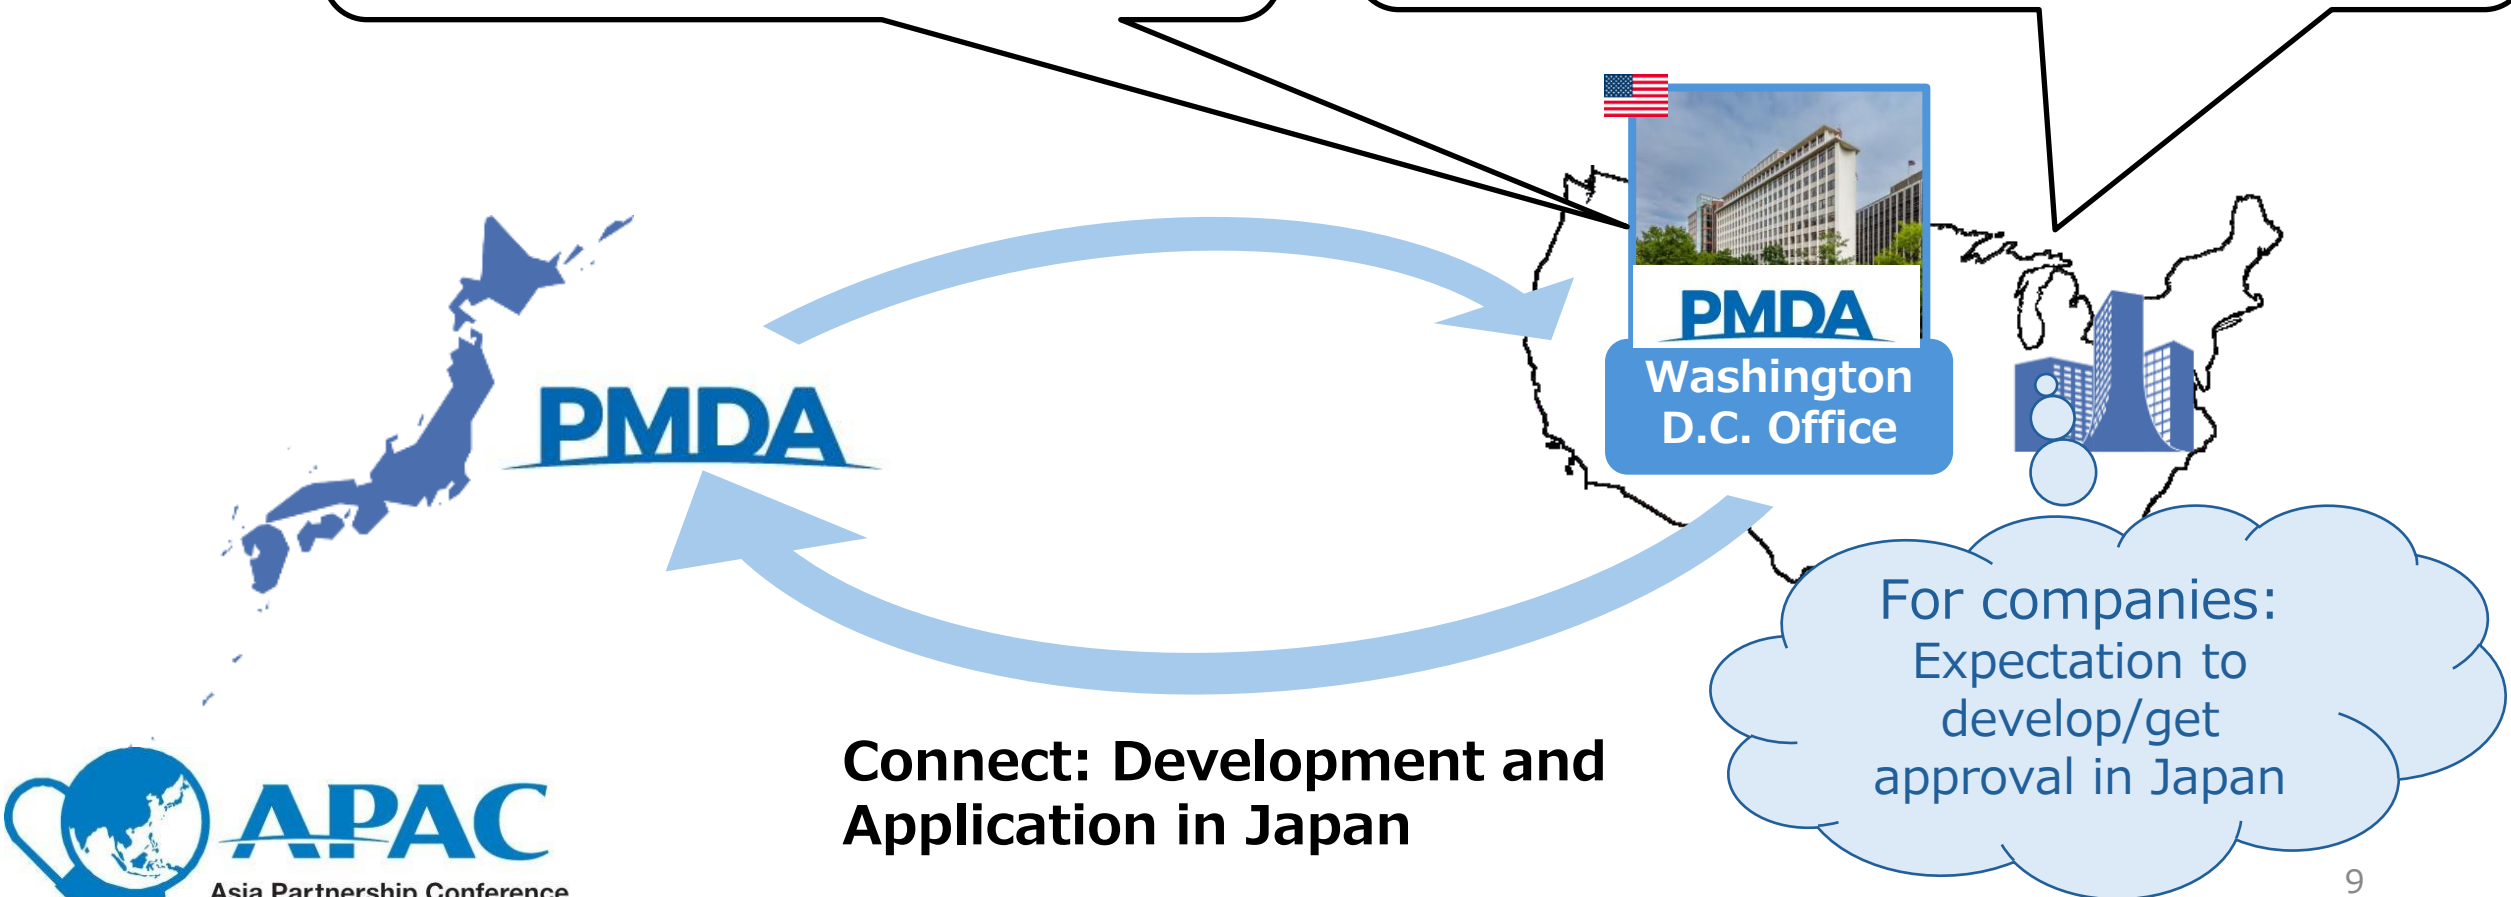 PMDA
Washington
D.C. Office
PMDA
For companies:
Expectation to
develop/get
approval in Japan
Connect: Development and
Application in Japan
APAC
Asia Partnership Conference
9